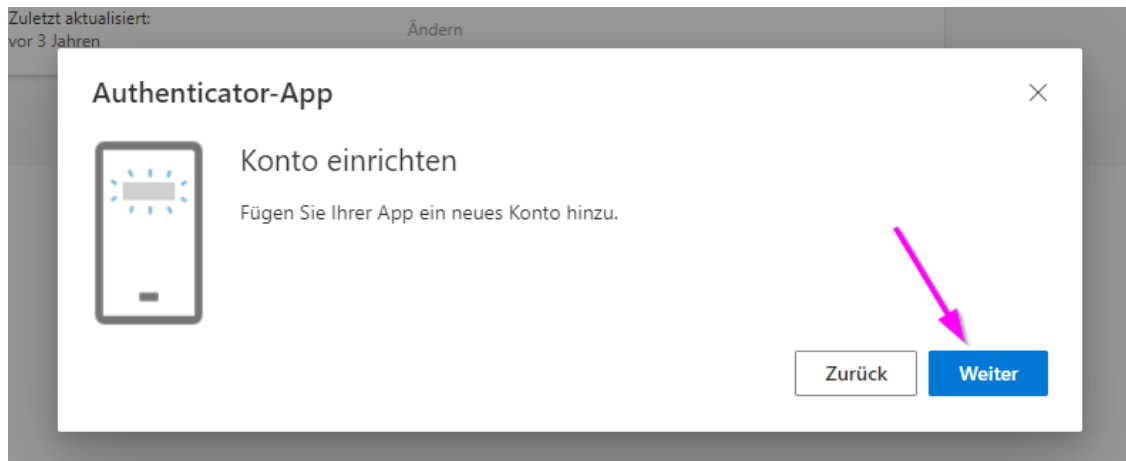 Zuletzt aktualisiert:
vor 3 Jahren
Ändern
Authenticator-App
Konto einrichten
Fügen Sie Ihrer App ein neues Konto hinzu.
Zurück
Weiter